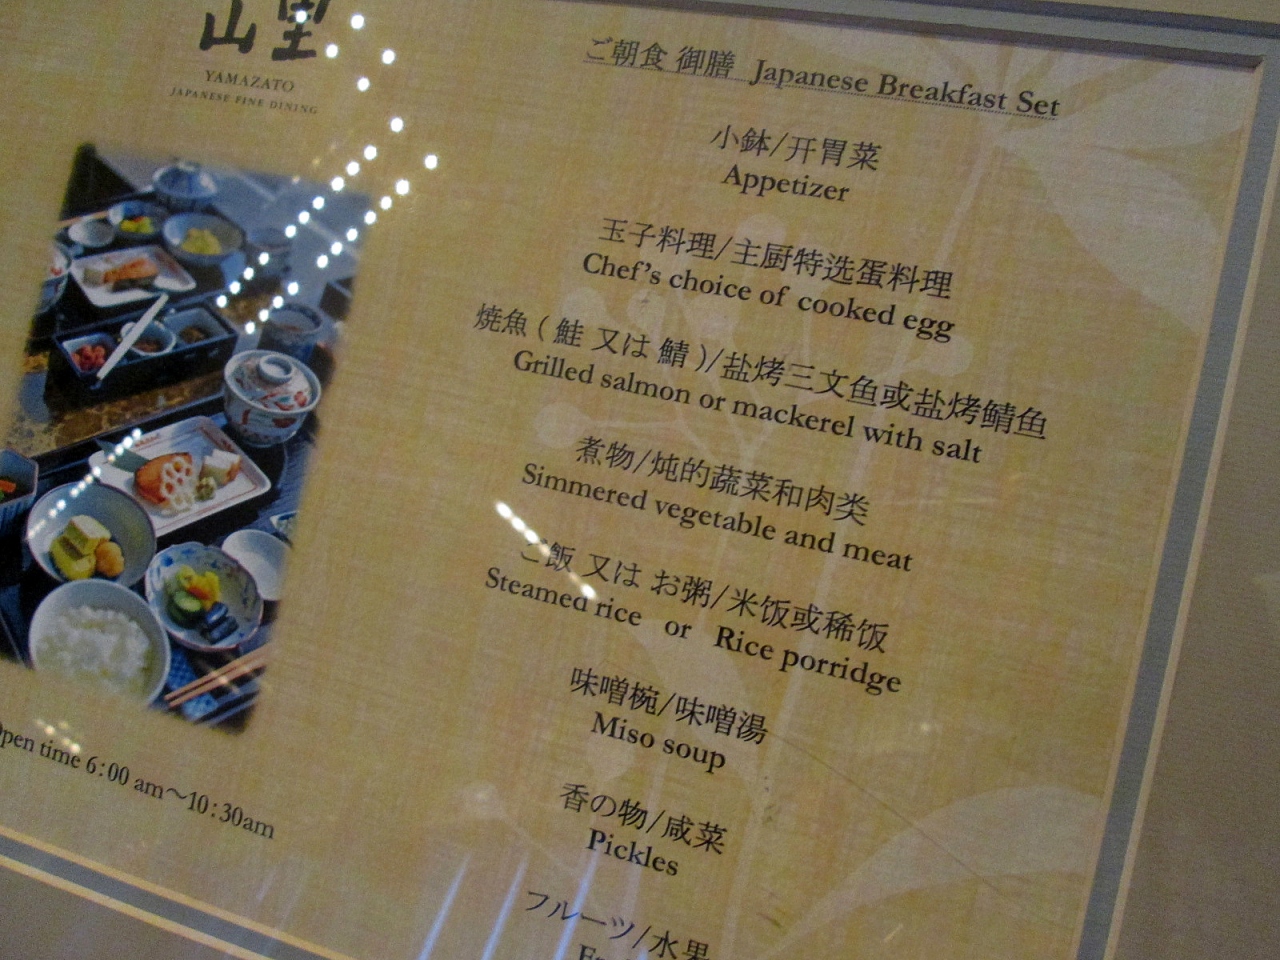 山里
YAMAZATO
JAPANESE FINE DINING
ご朝食 御膳 Japanese Breakfast Set
小鉢/开胃菜
Appetizer
玉子料理/主厨特选蛋料理
Chef's choice of cooked egg
焼魚 ( 鮭 又は 鯖 )/盐烤三文鱼或盐烤鲭鱼
Grilled salmon or mackerel with salt
煮物/炖的蔬菜和肉类
Simmered vegetable and meat
ご飯 又は お粥/米饭或稀饭
Steamed rice or Rice porridge
味噌椀/味噌湯
Miso soup
香の物/咸菜
Pickles
フルーツ/水果
Open time 6:00 am～10:30am